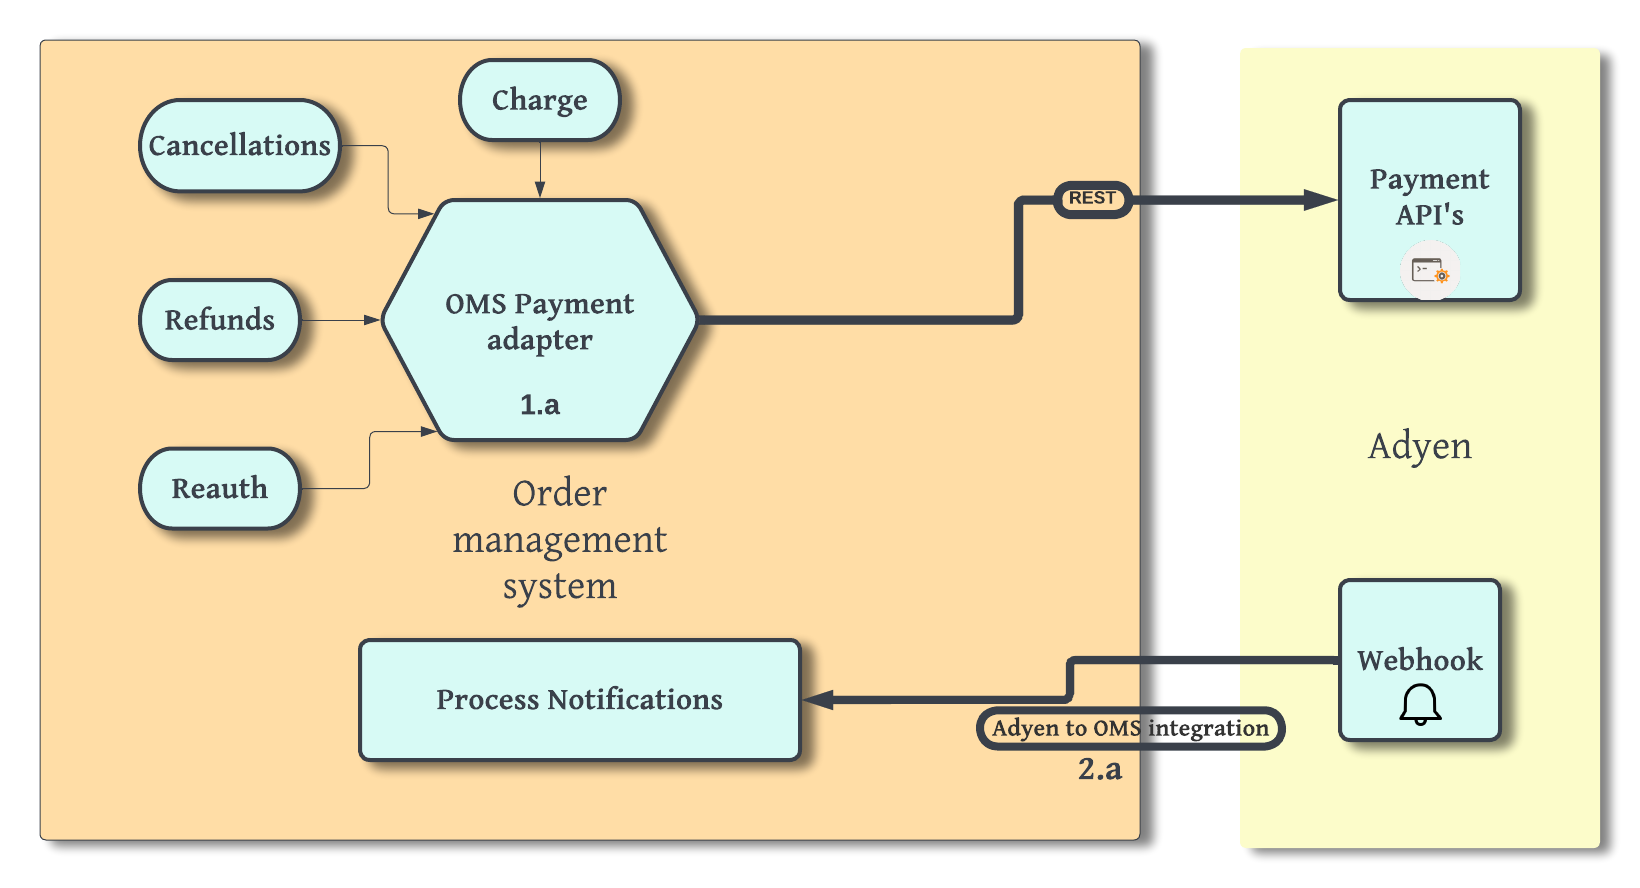 Charge
Cancellations
REST
Payment
API's
OMS Payment
adapter
Refunds
1.a
Adyen
Reauth
Order
management
system
Process Notifications
Webhook
Adyen to OMS integration
2.a